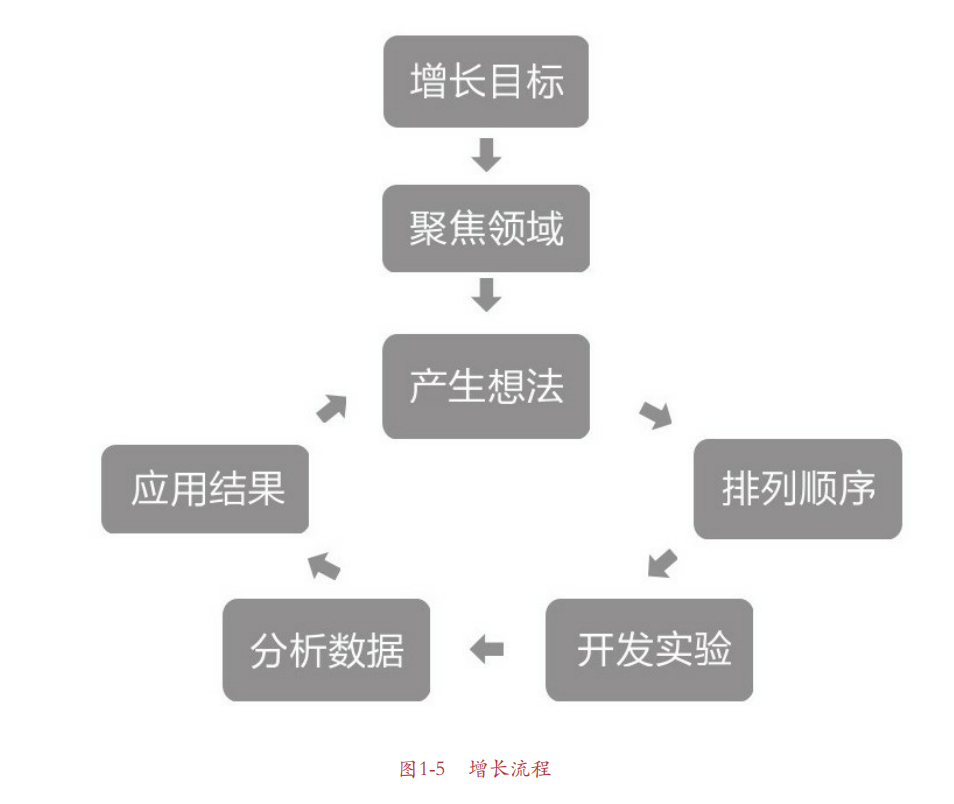 增长目标
聚焦领域
产生想法
应用结果
排列顺序
分析数据
开发实验
图1-5 增长流程